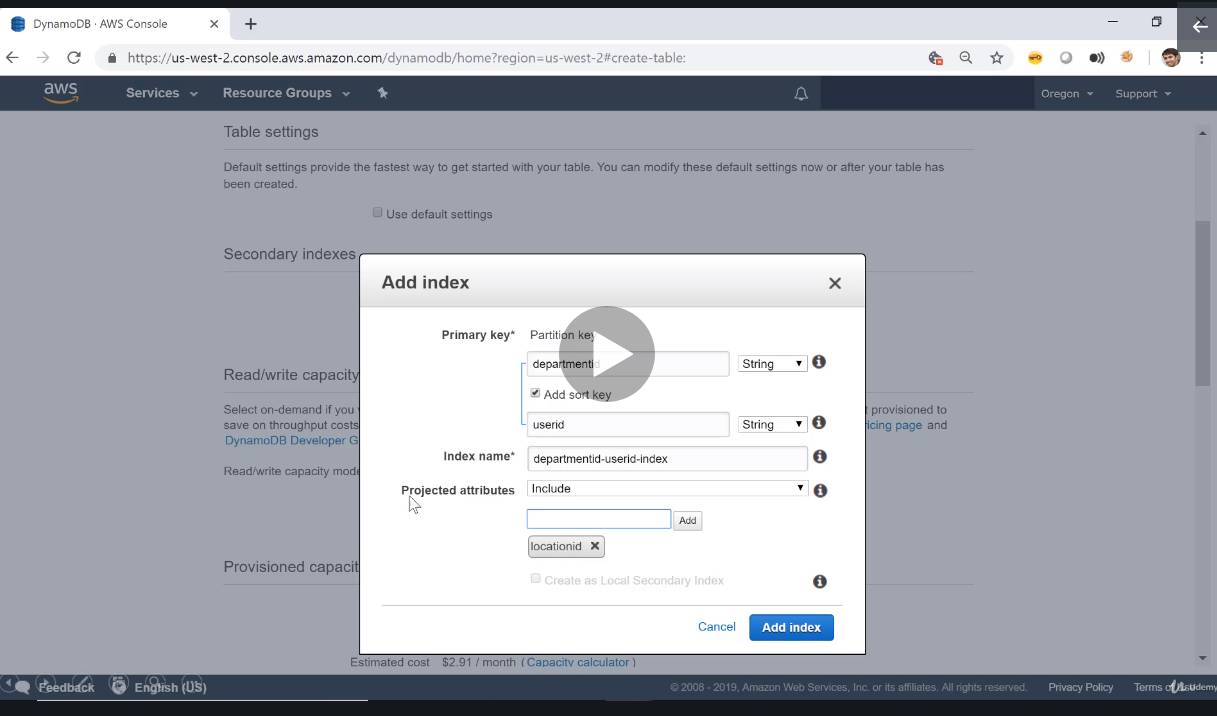 DynamoDB · AWS Console
https://us-west-2.console.aws.amazon.com/dynamodb/home?region=us-west-2#create-table:
aws Services Resource Groups Oregon Support
Table settings
Default settings provide the fastest way to get started with your table. You can modify these default settings now or after your table has
been created.
Use default settings
Secondary indexes
Add index
Primary key* Partition key
departmentid String
Read/write capacity
Add sort key
Select on-demand if you provisioned to
userid String
save on throughput costs page and
DynamoDB Developer
Index name* departmentid-userid-index
Read/write capacity mode
Projected attributes Include
Add
locationid
Provisioned
Create as Local Secondary Index
Cancel Add index
Estimated cost $2.91 / month (Capacity calculator)
Feedback English (US) © 2008 - 2019, Amazon Web Services, Inc. or its affiliates. All rights reserved. Privacy Policy Terms of Use
Udemy